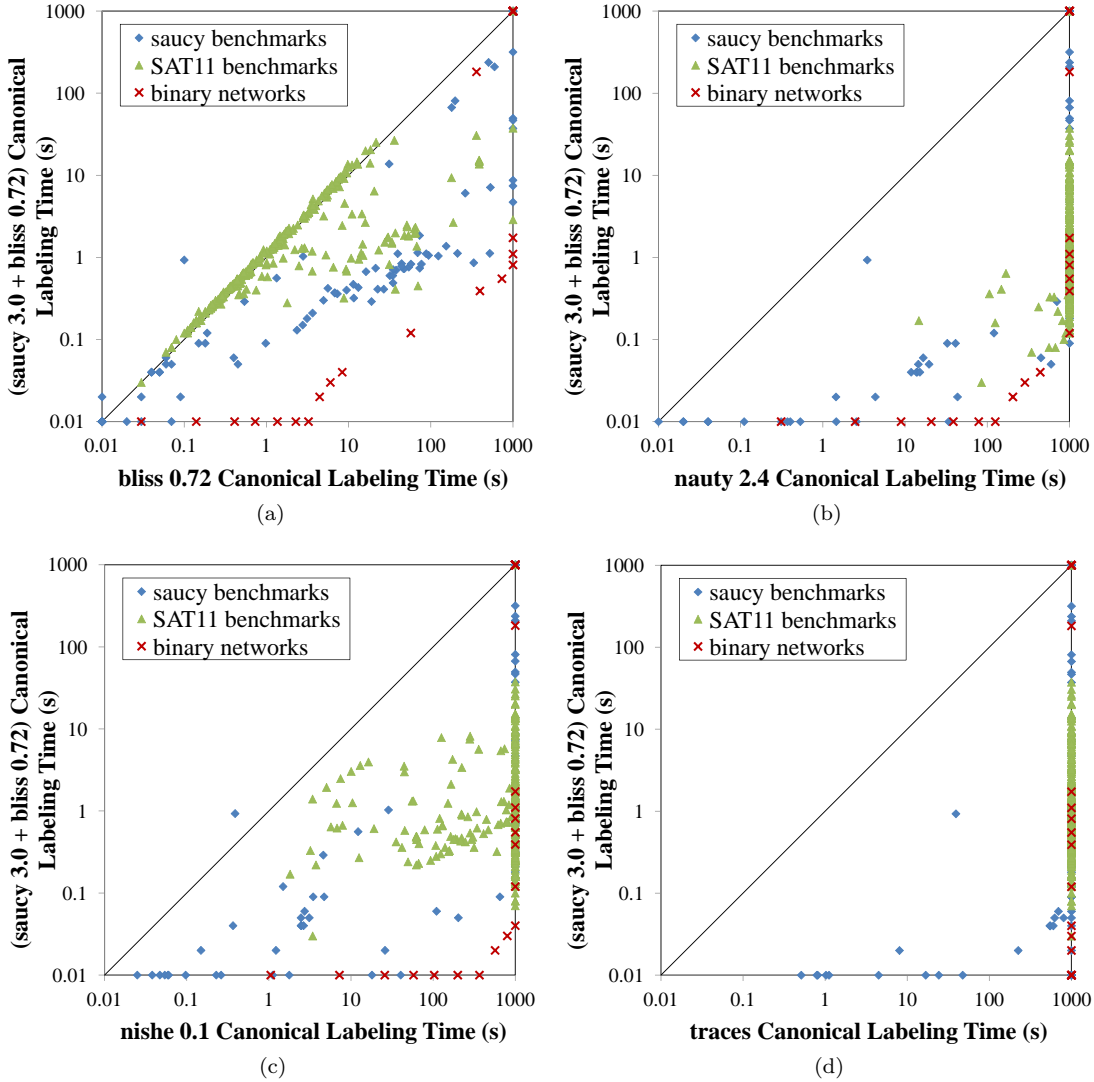 1000
100
10
1
0.1
0.01
(saucy 3.0 + bliss 0.72) Canonical
Labeling Time (s)
saucy benchmarks
SAT11 benchmarks
binary networks
0.01 0.1 1 10 100 1000
bliss 0.72 Canonical Labeling Time (s)
(a)
1000
100
10
1
0.1
0.01
(saucy 3.0 + bliss 0.72) Canonical
Labeling Time (s)
saucy benchmarks
SAT11 benchmarks
binary networks
0.01 0.1 1 10 100 1000
nauty 2.4 Canonical Labeling Time (s)
(b)
1000
100
10
1
0.1
0.01
(saucy 3.0 + bliss 0.72) Canonical
Labeling Time (s)
saucy benchmarks
SAT11 benchmarks
binary networks
0.01 0.1 1 10 100 1000
nishe 0.1 Canonical Labeling Time (s)
(c)
1000
100
10
1
0.1
0.01
(saucy 3.0 + bliss 0.72) Canonical
Labeling Time (s)
saucy benchmarks
SAT11 benchmarks
binary networks
0.01 0.1 1 10 100 1000
traces Canonical Labeling Time (s)
(d)